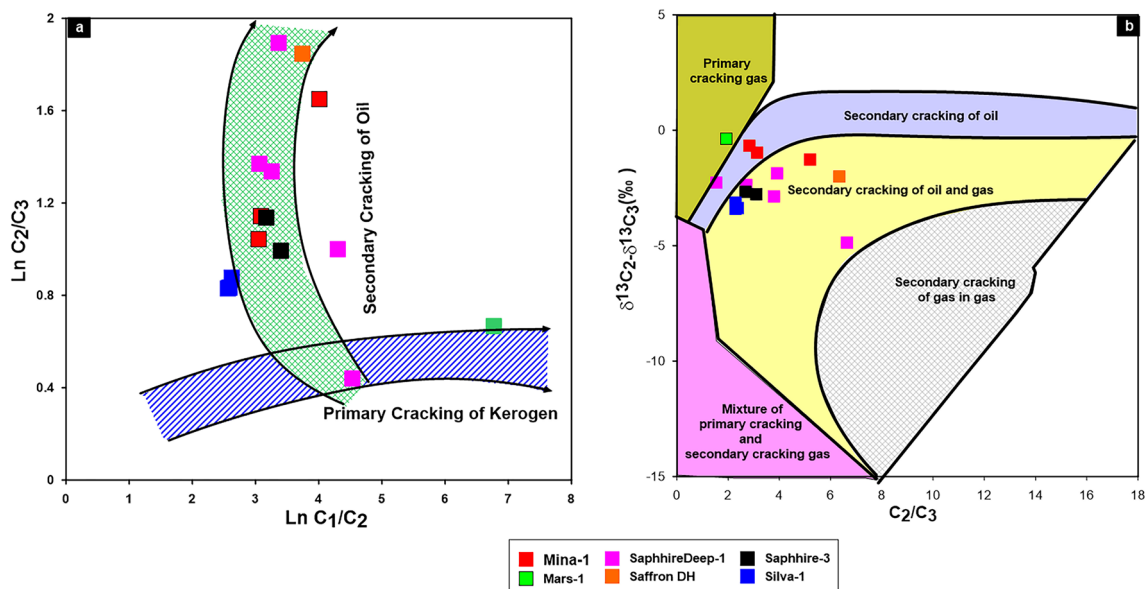 a
2
1.6
1.2
0.8
0.4
0
Ln C2/C3
0 1 2 3 4 5 6 7 8
Ln C1/C2
Secondary Cracking of Oil
Primary Cracking of Kerogen
b
5
0
-5
-10
-15
δ¹³C₂-δ¹³C₃(‰)
0 2 4 6 8 10 12 14 16 18
C₂/C₃
Primary
cracking gas
Secondary cracking of oil
Secondary cracking of oil and gas
Secondary cracking
of gas in gas
Mixture of
primary cracking
and
secondary cracking gas
Mina-1 SaphhireDeep-1 Saphhire-3
Mars-1 Saffron DH Silva-1